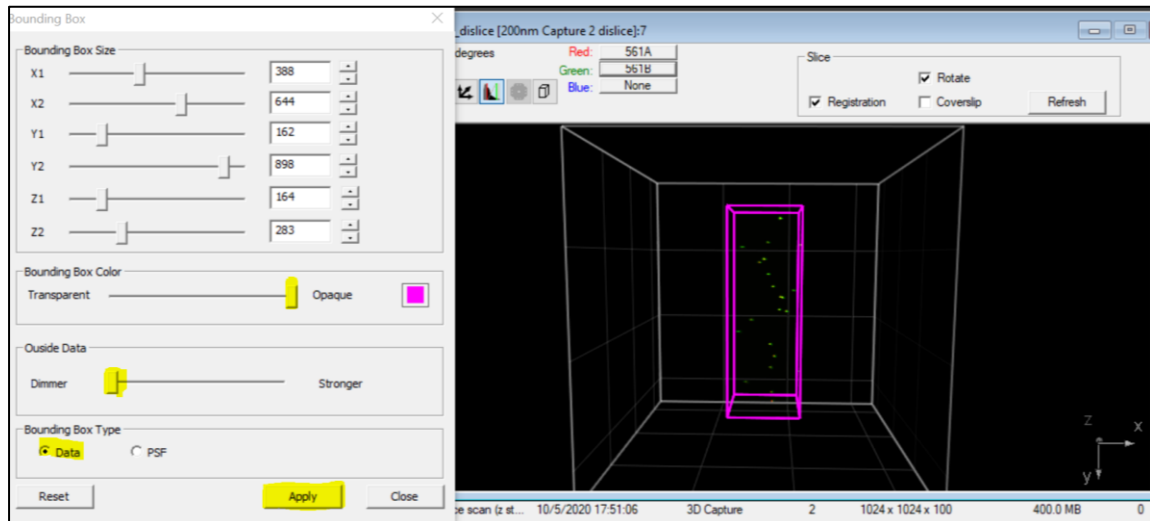 Bounding Box
Bounding Box Size
X1 388
X2 644
Y1 162
Y2 898
Z1 164
Z2 283
Bounding Box Color
Transparent Opaque
Ouside Data
Dimmer Stronger
Bounding Box Type
Data PSF
Reset Apply Close
_dislice [200nm Capture 2 dislice]:7
degrees
Red: 561A
Green: 561B
Blue: None
Slice
Rotate
Registration Coverslip Refresh
z
x
y
ce scan (z st... 10/5/2020 17:51:06 3D Capture 2 1024 x 1024 x 100 400.0 MB 0